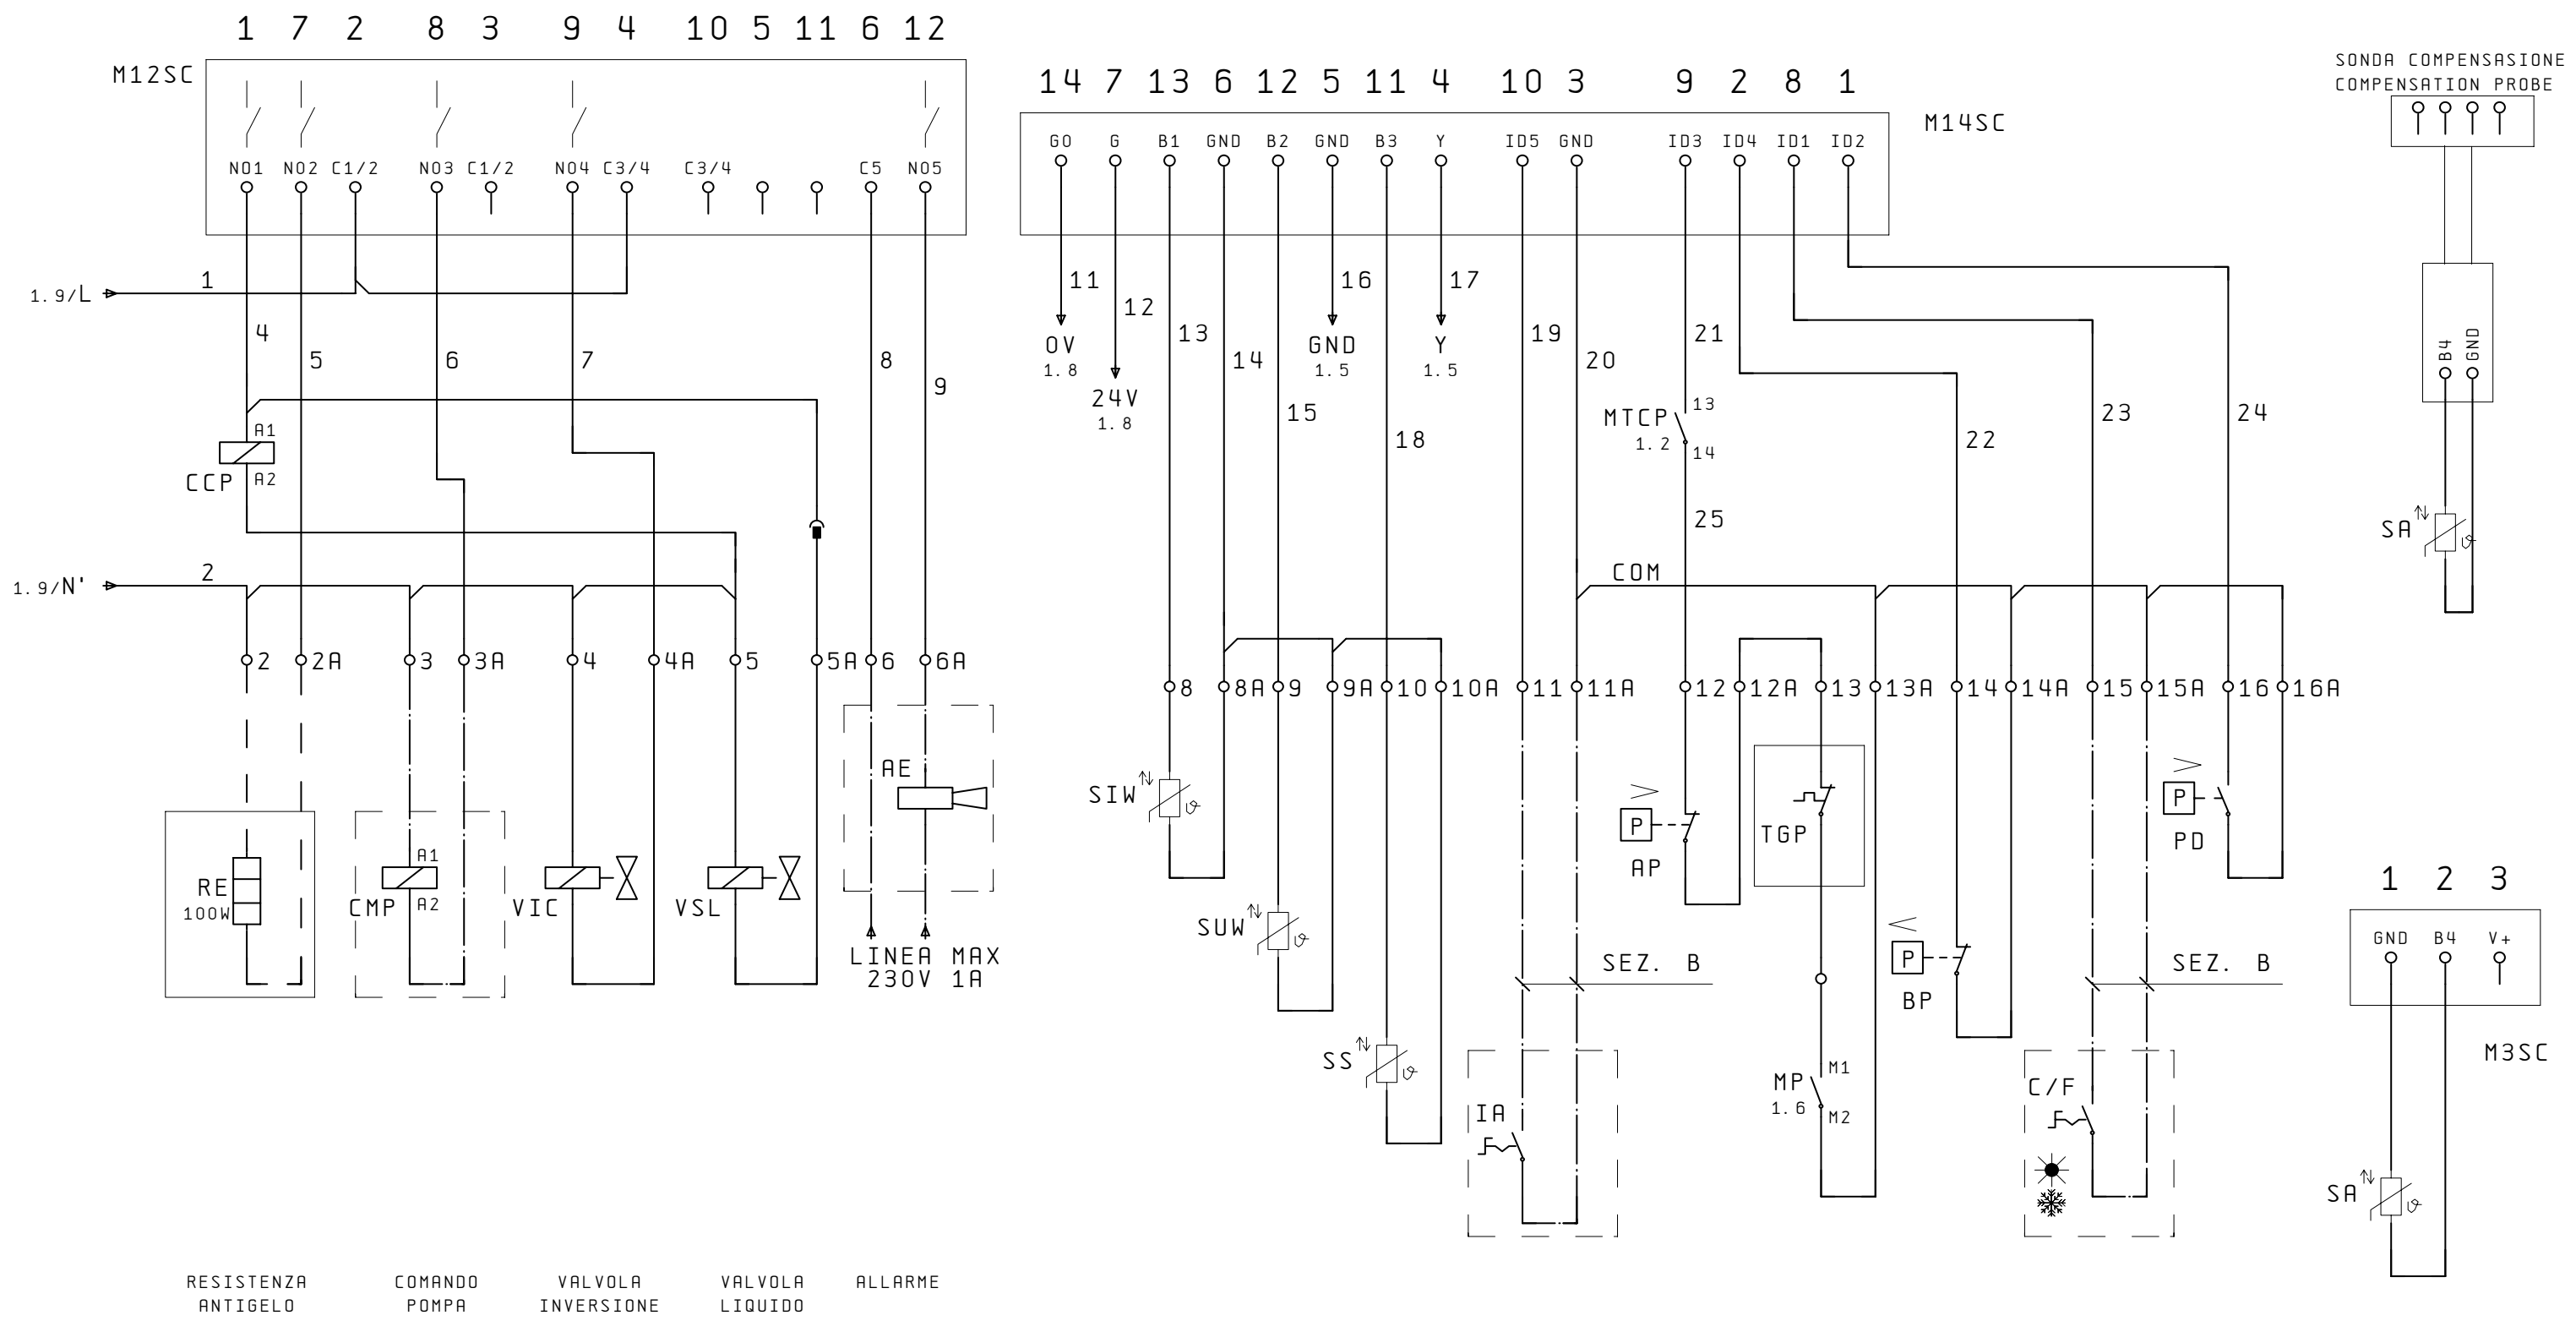 1 7 2 8 3 9 4 10 5 11 6 12
M12SC
NO1 NO2 C1/2 NO3 C1/2 NO4 C3/4 C3/4 C5 NO5
14 7 13 6 12 5 11 4 10 3 9 2 8 1
M14SC
G0 G B1 GND B2 GND B3 Y ID5 GND ID3 ID4 ID1 ID2
SONDA COMPENSASIONE
COMPENSATION PROBE
B4 GND
SA
1.9/L
1
4
5
6
7
8
9
A1
CCP
A2
1.9/N'
2
2 2A 3 3A 4 4A 5 5A 6 6A
RE
100W
A1
CMP
A2
VIC
VSL
AE
LINEA MAX
230V 1A
11
0V
1.8
12
24V
1.8
13
14
15
16
GND
1.5
17
Y
1.5
18
19
20
21
13
MTCP
1.2
14
25
22
23
24
COM
8 8A 9 9A 10 10A 11 11A 12 12A 13 13A 14 14A 15 15A 16 16A
SIW
SUW
SS
IA
SEZ. B
P
AP
TGP
M1
MP
1.6
M2
P
BP
C/F
SEZ. B
P
PD
1 2 3
GND B4 V+
M3SC
SA
RESISTENZA
ANTIGELO
COMANDO
POMPA
VALVOLA
INVERSIONE
VALVOLA
LIQUIDO
ALLARME